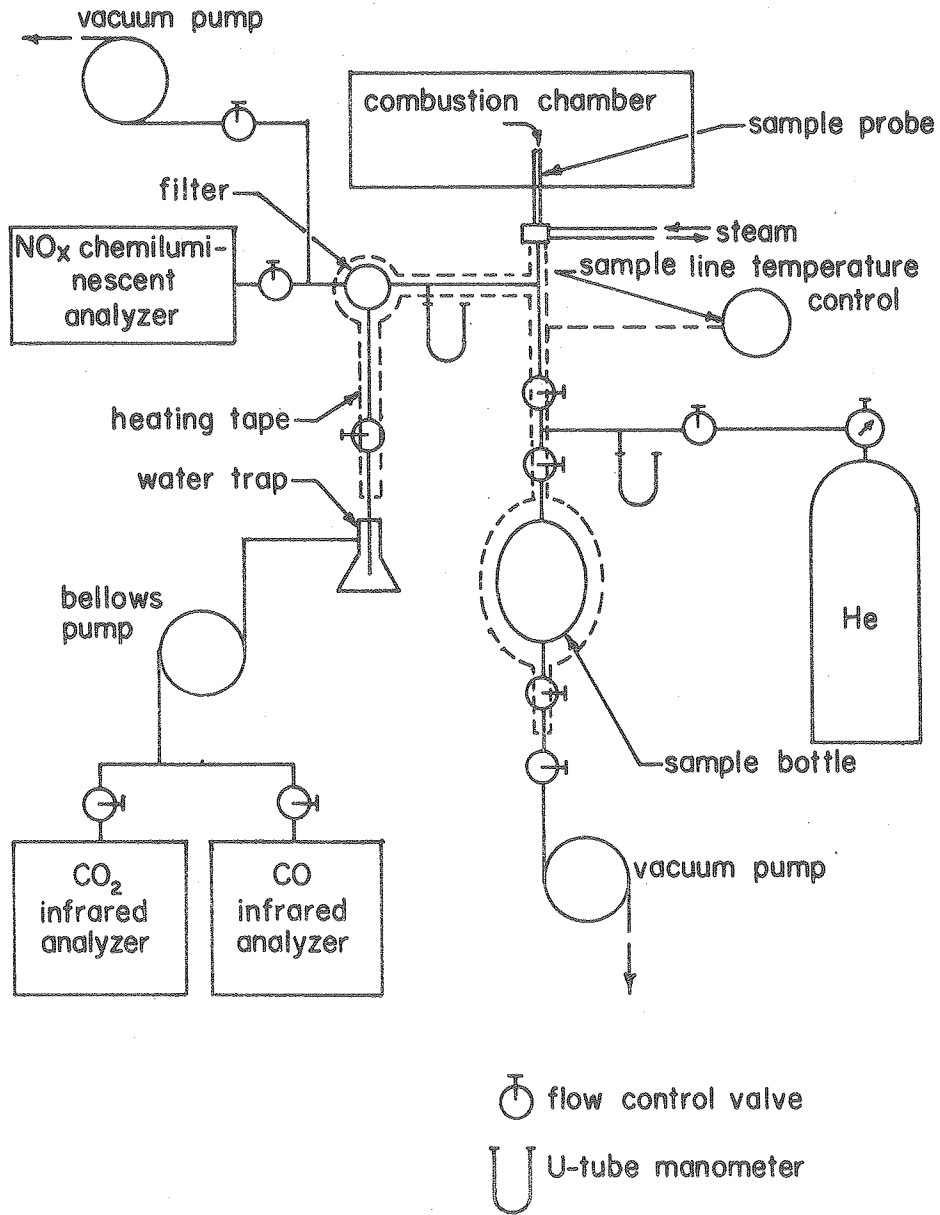 vacuum pump
combustion chamber
sample probe
filter
NOx chemilumi-
nescent
analyzer
steam
sample line temperature
control
heating tape
water trap
bellows
pump
He
sample bottle
CO₂
infrared
analyzer
CO
infrared
analyzer
vacuum pump
flow control valve
U-tube manometer